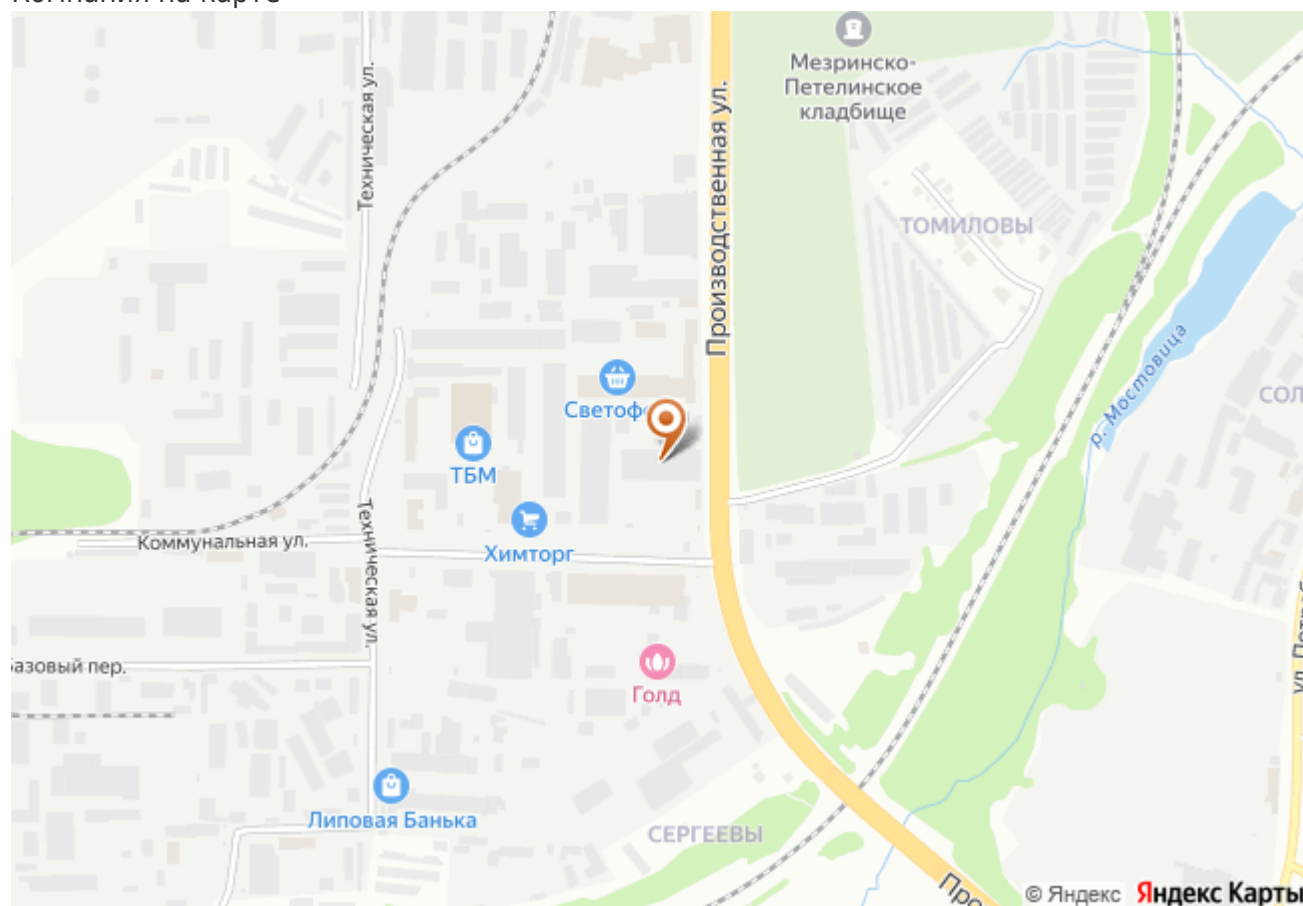 Мезринско-
Петелинское
кладбище
Техническая ул.
Производственная ул.
ТОМИЛОВЫ
р. Мостовица
СОЛ
Светоф
ТБМ
Химторг
Коммунальная ул.
Техническая ул.
азовый пер.
Голд
Липовая Банька
СЕРГЕЕВЫ
Про
© Яндекс Яндекс Карты